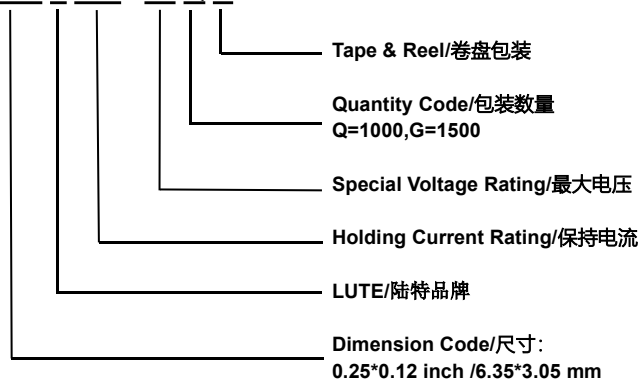 Tape & Reel/卷盘包装
Quantity Code/包装数量
Q=1000,G=1500
Special Voltage Rating/最大电压
Holding Current Rating/保持电流
LUTE/陆特品牌
Dimension Code/尺寸：
0.25*0.12 inch /6.35*3.05 mm